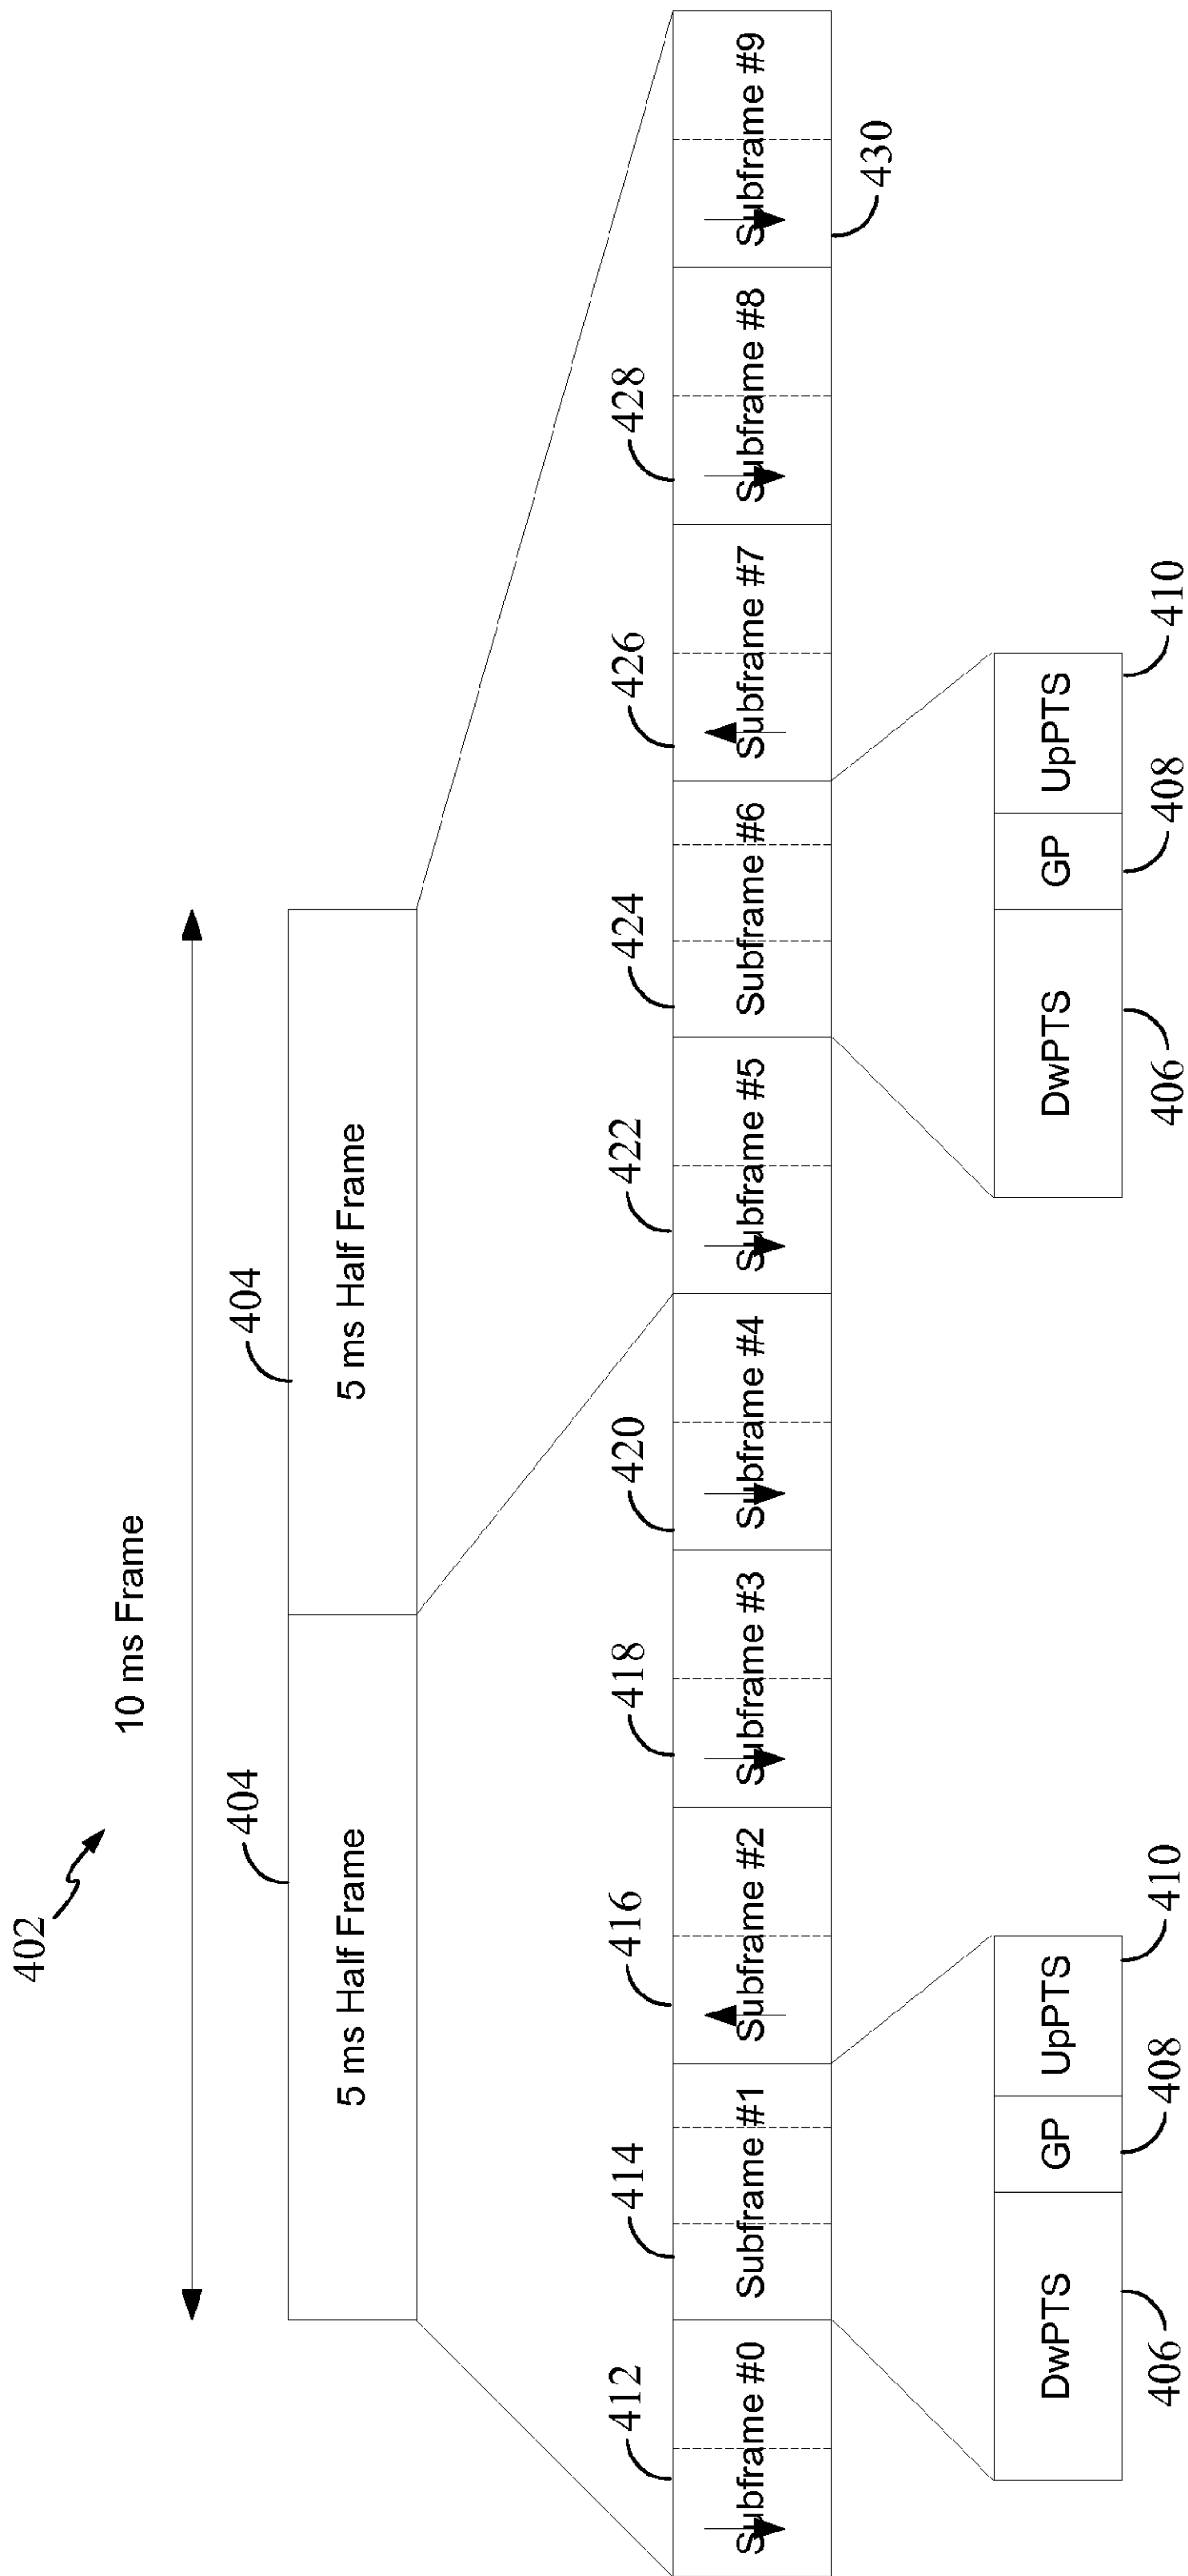 402
10 ms Frame
404
404
5 ms Half Frame
5 ms Half Frame
412
414
416
418
420
422
424
426
428
Subframe #0
Subframe #1
Subframe #2
Subframe #3
Subframe #4
Subframe #5
Subframe #6
Subframe #7
Subframe #8
Subframe #9
430
DwPTS
GP
UpPTS
406
408
410
DwPTS
GP
UpPTS
406
408
410